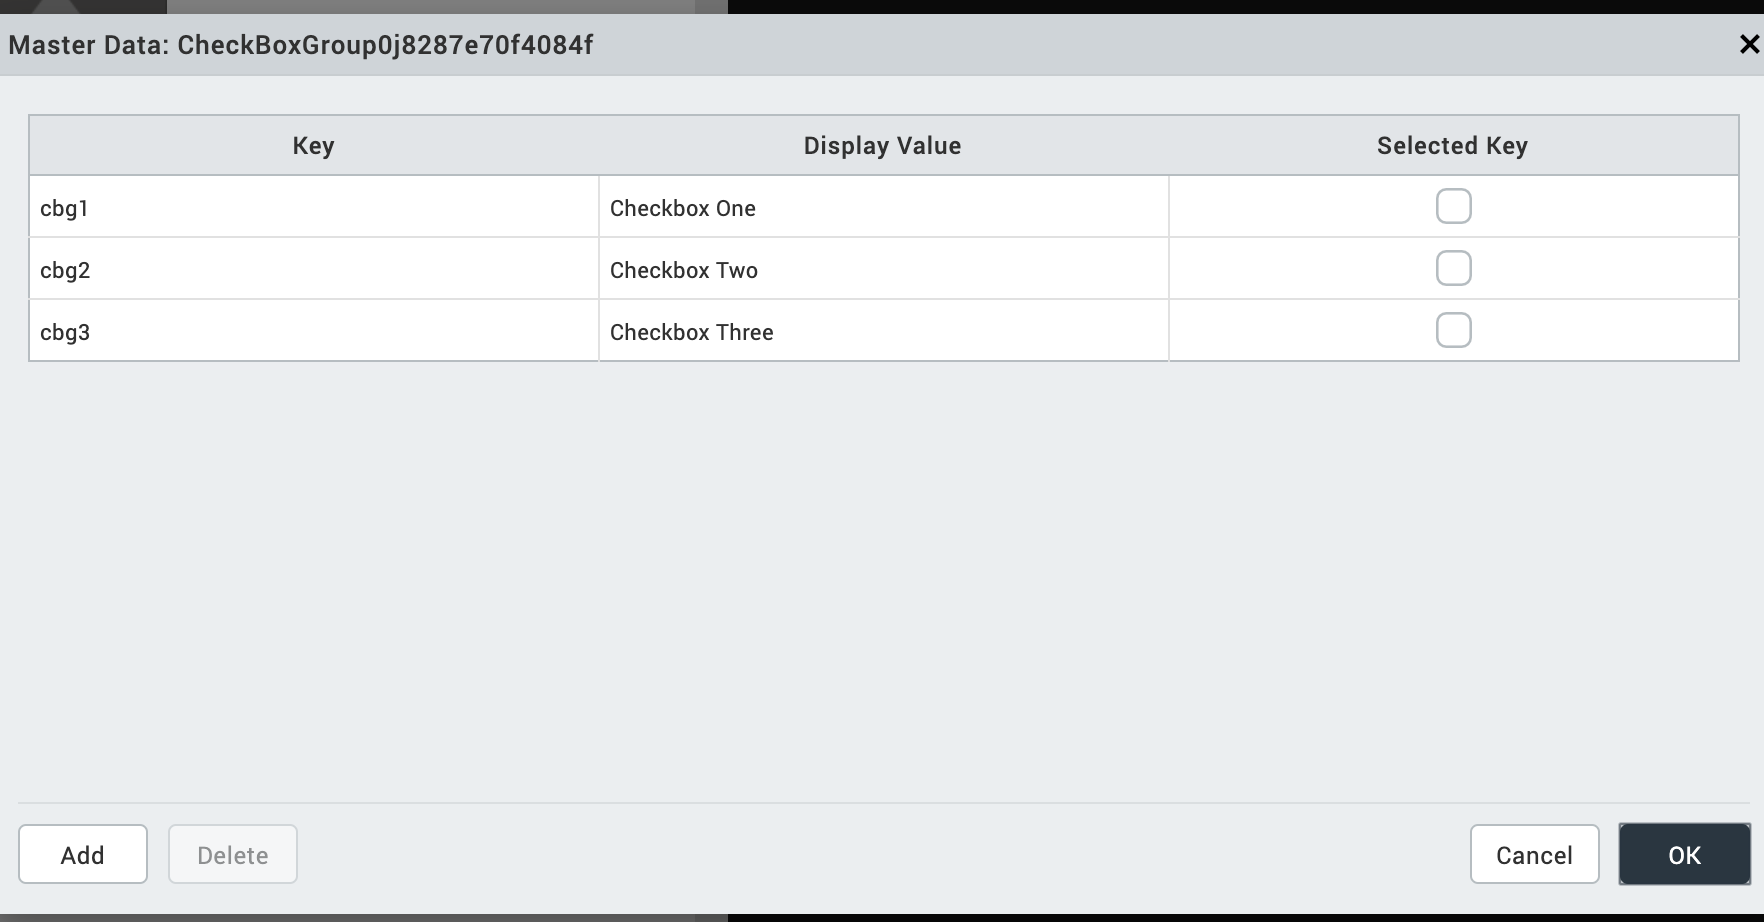 Master Data: CheckBoxGroup0j8287e70f4084f
Key Display Value Selected Key
cbg1 Checkbox One
cbg2 Checkbox Two
cbg3 Checkbox Three
Add Delete Cancel OK